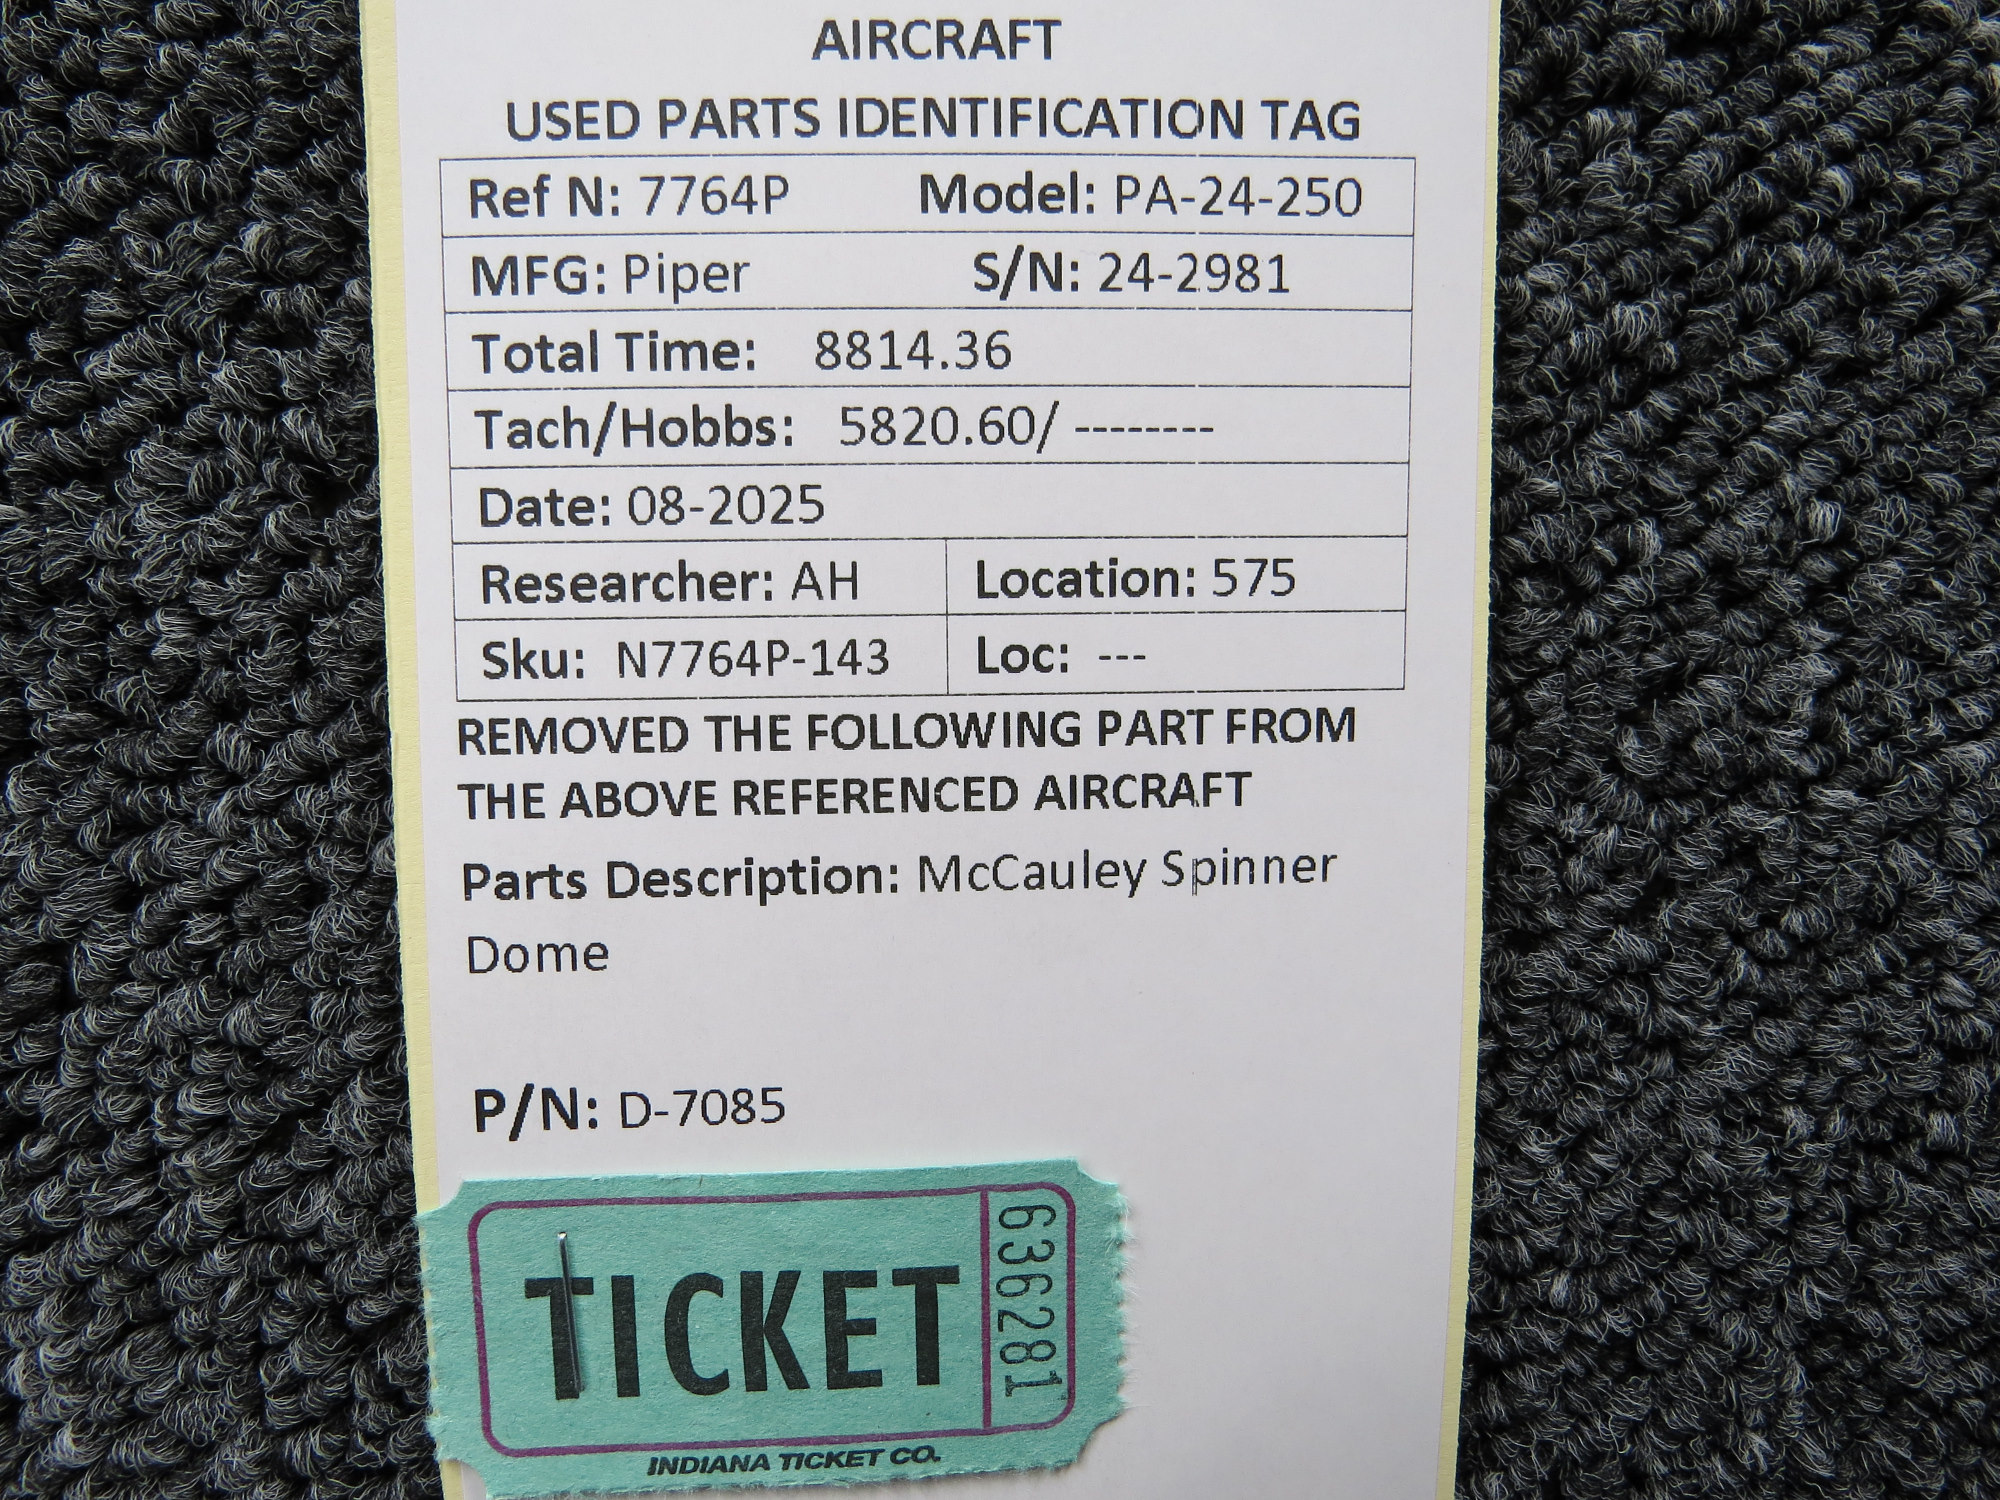 AIRCRAFT
USED PARTS IDENTIFICATION TAG
Ref N: 7764P Model: PA-24-250
MFG: Piper S/N: 24-2981
Total Time: 8814.36
Tach/Hobbs: 5820.60/ --------
Date: 08-2025
Researcher: AH Location: 575
Sku: N7764P-143 Loc: ---
REMOVED THE FOLLOWING PART FROM
THE ABOVE REFERENCED AIRCRAFT
Parts Description: McCauley Spinner
Dome
P/N: D-7085
TICKET
636281
INDIANA TICKET CO.